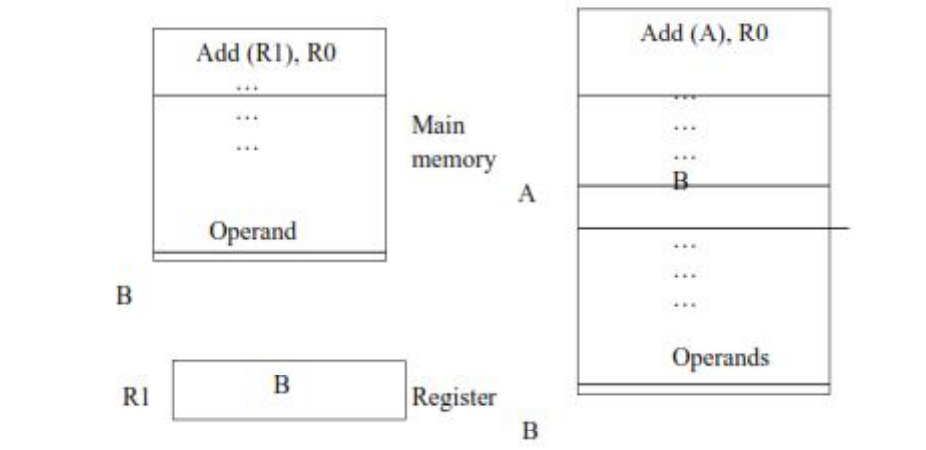 Add (R1), R0
...
...
...
Operand
B
Main
memory
R1
B
Register
Add (A), R0
...
...
...
B
A
...
...
...
Operands
B